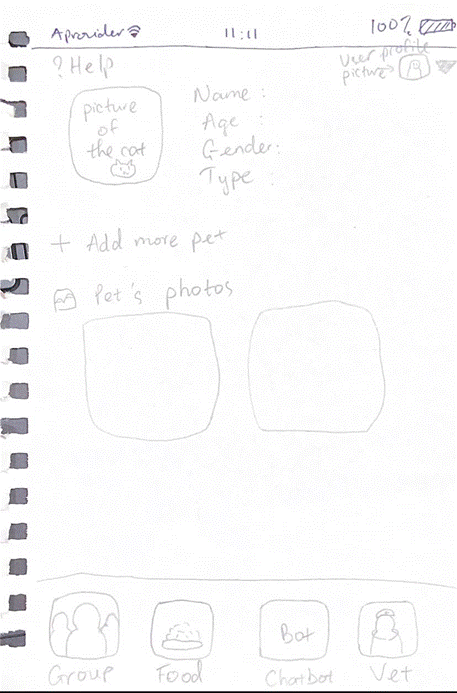 Aprovider 11:11 100%
? Help
User profile
picture
picture
of
the cat
Name :
Age :
Gender:
Type :
+ Add more pet
Pet's photos
Bot
Group Food Chatbot Vet